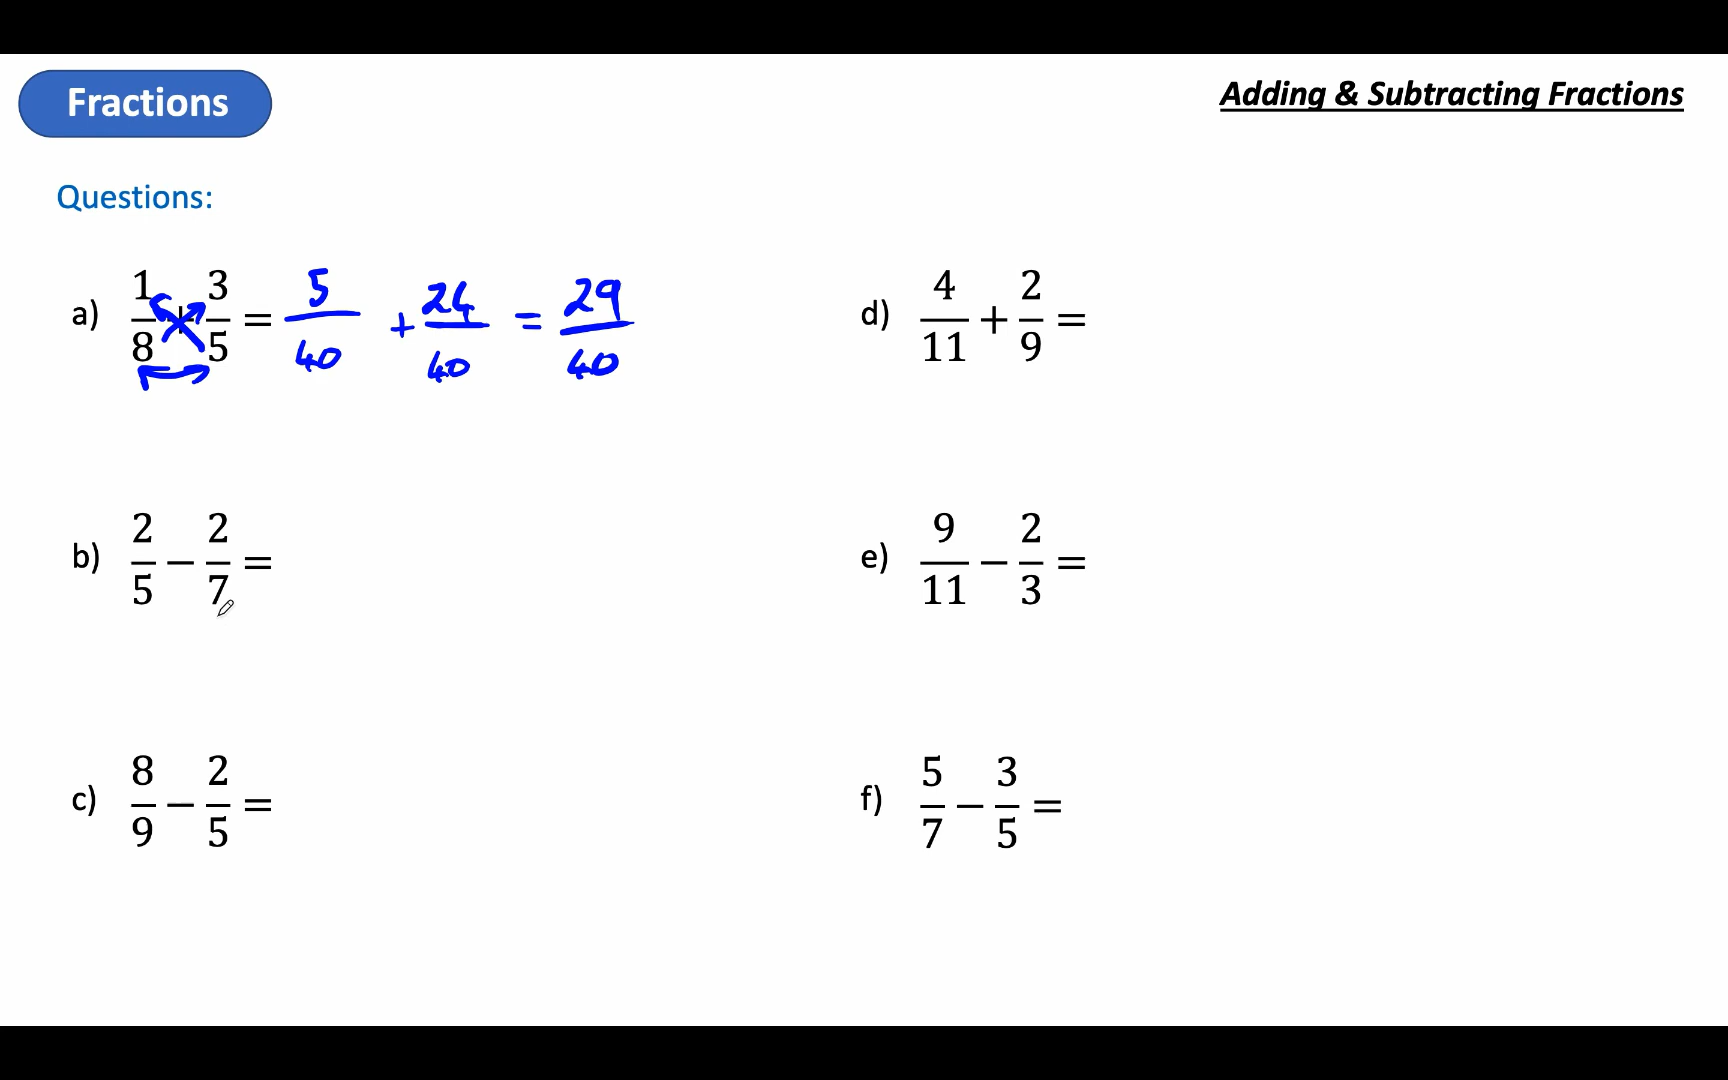 Fractions
Adding & Subtracting Fractions
Questions:
a) 1/8 + 3/5 = 5/40 + 24/40 = 29/40
b) 2/5 − 2/7 =
c) 8/9 − 2/5 =
d) 4/11 + 2/9 =
e) 9/11 − 2/3 =
f) 5/7 − 3/5 =